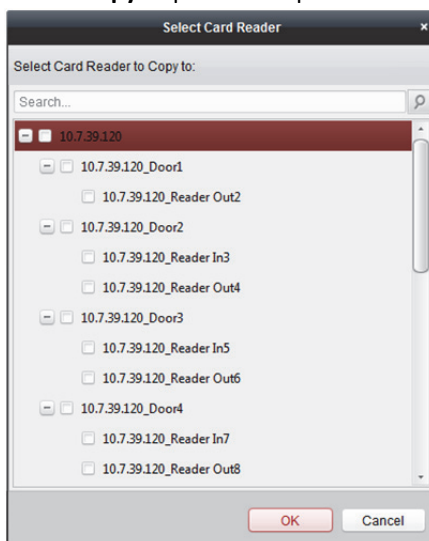 Select Card Reader
Select Card Reader to Copy to:
Search...
10.7.39.120
10.7.39.120_Door1
10.7.39.120_Reader Out2
10.7.39.120_Door2
10.7.39.120_Reader In3
10.7.39.120_Reader Out4
10.7.39.120_Door3
10.7.39.120_Reader In5
10.7.39.120_Reader Out6
10.7.39.120_Door4
10.7.39.120_Reader In7
10.7.39.120_Reader Out8
OK Cancel